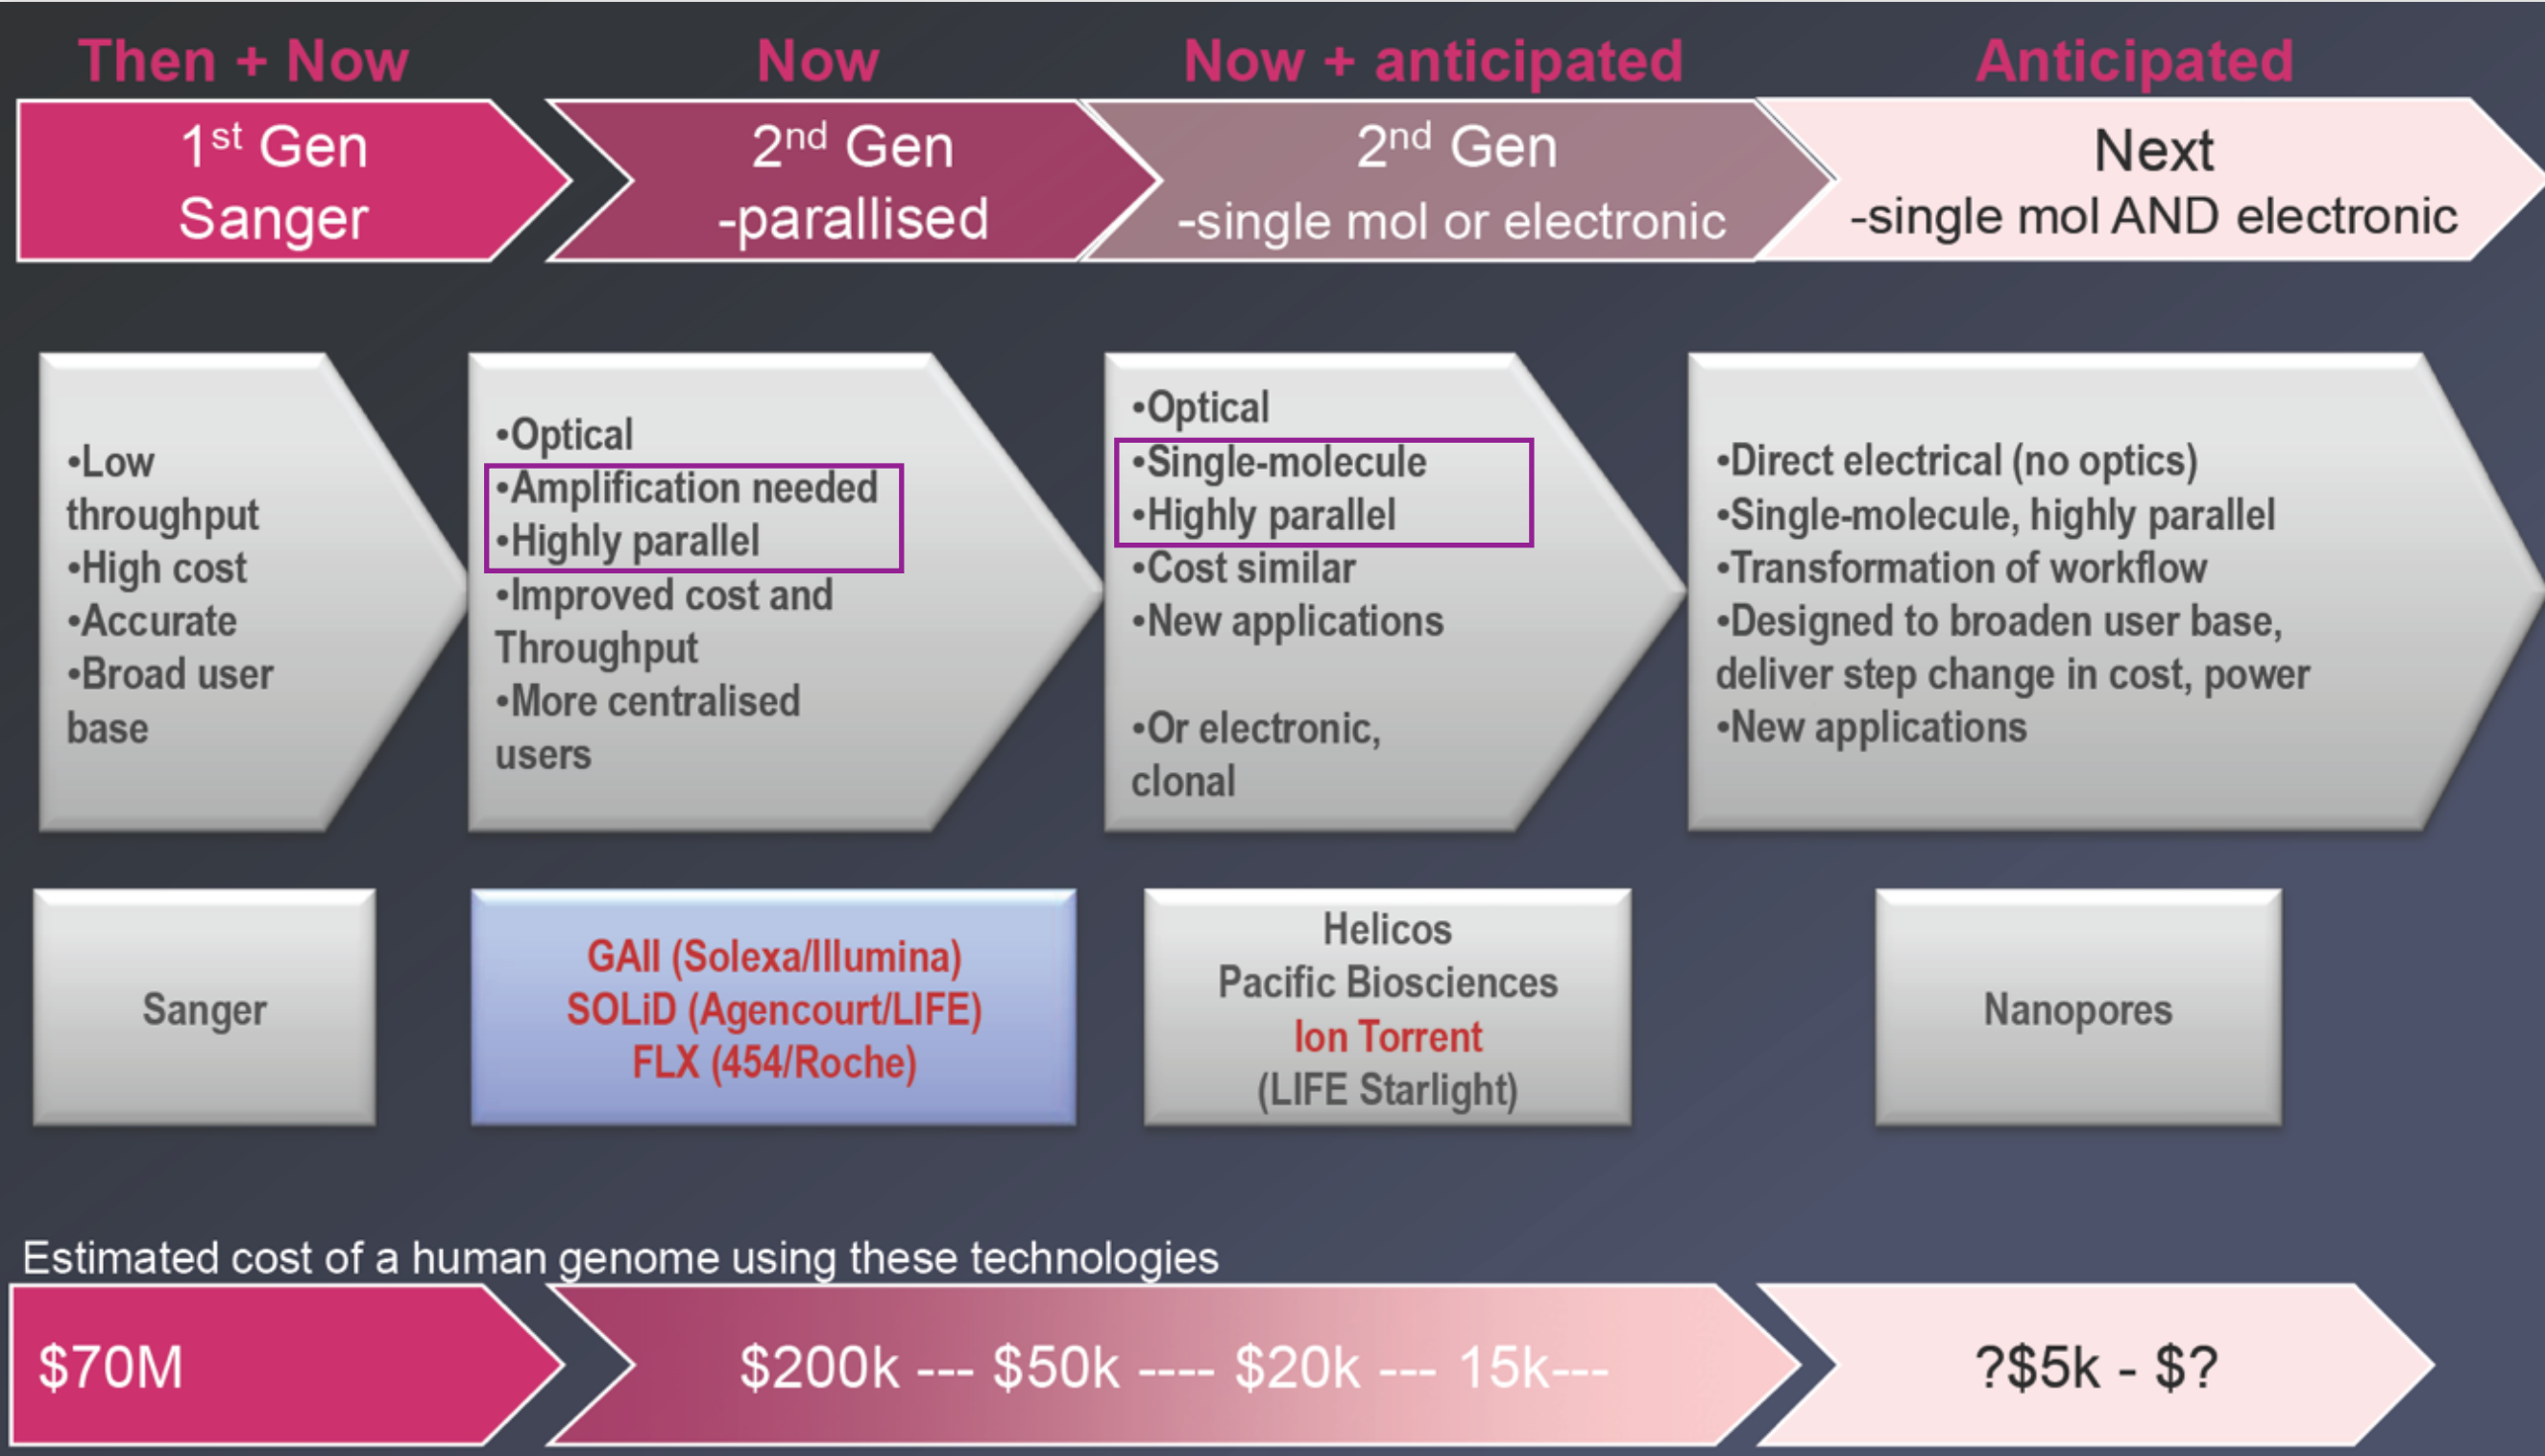 Then + Now
Now
Now + anticipated
Anticipated
1st Gen
Sanger
2nd Gen
-parallised
2nd Gen
-single mol or electronic
Next
-single mol AND electronic
•Low
throughput
•High cost
•Accurate
•Broad user
base
•Optical
•Amplification needed
•Highly parallel
•Improved cost and
Throughput
•More centralised
users
•Optical
•Single-molecule
•Highly parallel
•Cost similar
•New applications
•Or electronic,
clonal
•Direct electrical (no optics)
•Single-molecule, highly parallel
•Transformation of workflow
•Designed to broaden user base,
deliver step change in cost, power
•New applications
Sanger
GAII (Solexa/Illumina)
SOLiD (Agencourt/LIFE)
FLX (454/Roche)
Helicos
Pacific Biosciences
Ion Torrent
(LIFE Starlight)
Nanopores
Estimated cost of a human genome using these technologies
$70M
$200k --- $50k ---- $20k --- 15k---
?$5k - $?